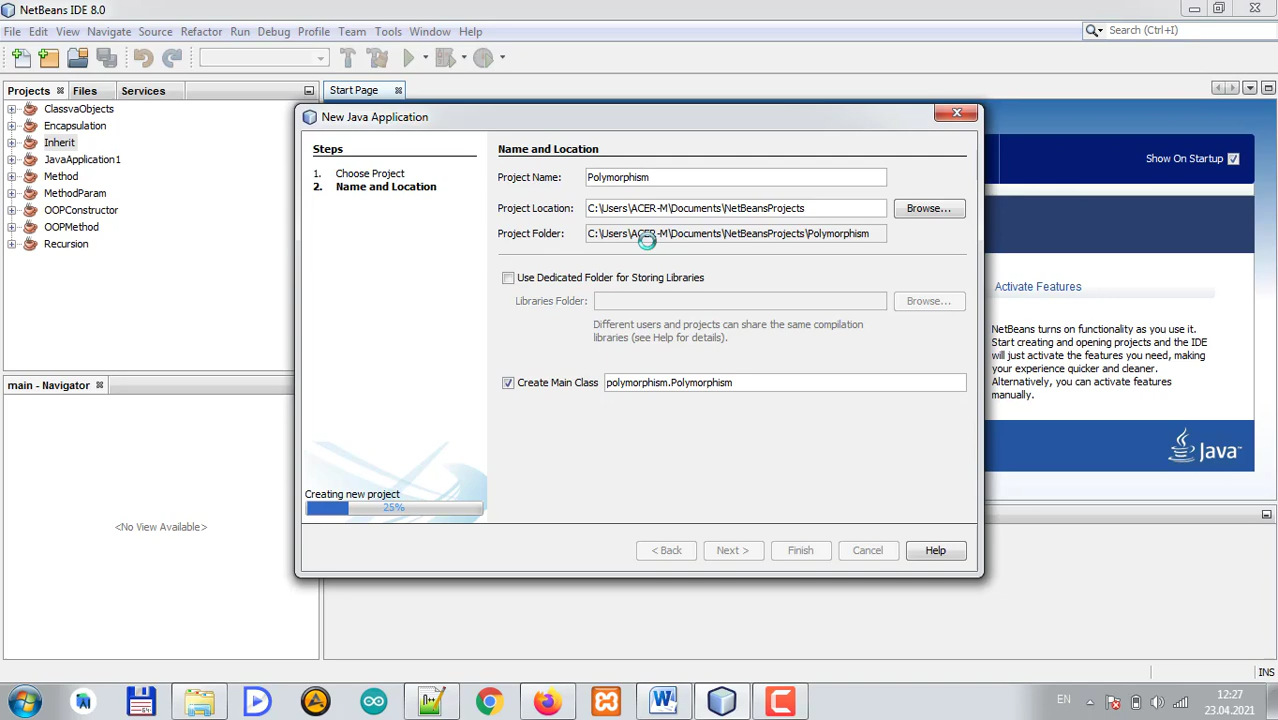 NetBeans IDE 8.0
File Edit View Navigate Source Refactor Run Debug Profile Team Tools Window Help
Search (Ctrl+I)
Projects Files Services
Start Page
ClassvaObjects
Encapsulation
Inherit
JavaApplication1
Method
MethodParam
OOPConstructor
OOPMethod
Recursion
main - Navigator
<No View Available>
New Java Application
Steps
1. Choose Project
2. Name and Location
Name and Location
Project Name: Polymorphism
Project Location: C:\Users\ACER-M\Documents\NetBeansProjects Browse...
Project Folder: C:\Users\ACER-M\Documents\NetBeansProjects\Polymorphism
Use Dedicated Folder for Storing Libraries
Libraries Folder: Browse...
Different users and projects can share the same compilation
libraries (see Help for details).
Create Main Class polymorphism.Polymorphism
Creating new project
25%
< Back Next > Finish Cancel Help
Show On Startup
Activate Features
NetBeans turns on functionality as you use it.
Start creating and opening projects and the IDE
will just activate the features you need, making
your experience quicker and cleaner.
Alternatively, you can activate features
manually.
Java™
INS
EN
12:27
23.04.2021